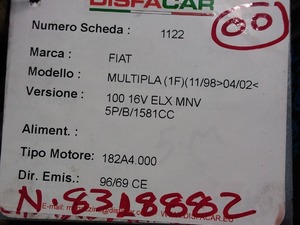 DISFACAR
00
Numero Scheda : 1122
Marca : FIAT
Modello : MULTIPLA (1F)(11/98>04/02<
Versione : 100 16V ELX MNV
5P/B/1581CC
Aliment. :
Tipo Motore: 182A4.000
Dir. Emis.: 96/69 CE
N.8318882